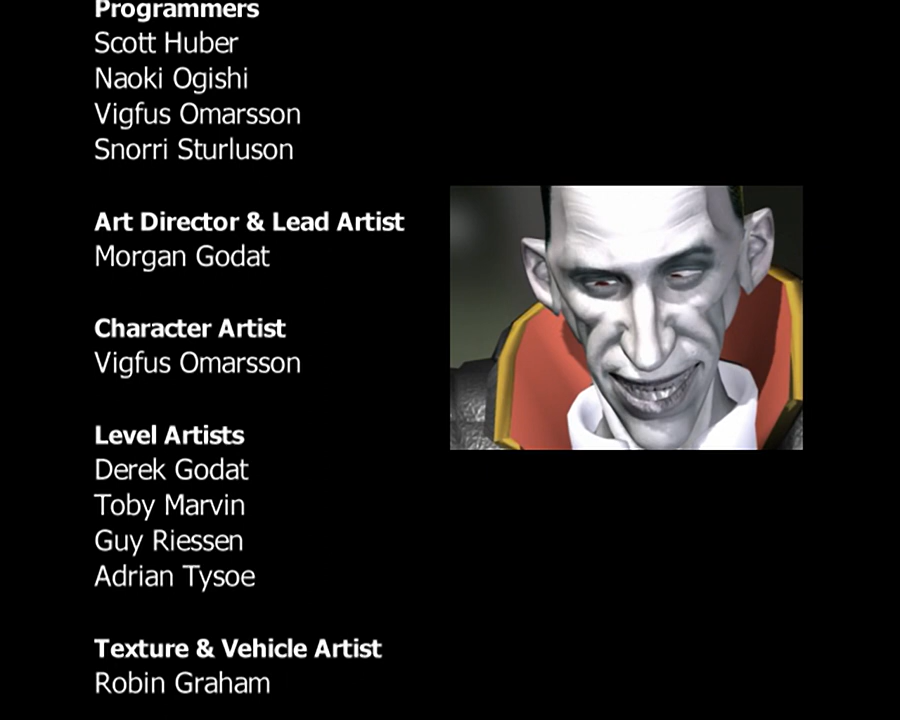 Programmers
Scott Huber
Naoki Ogishi
Vigfus Omarsson
Snorri Sturluson
Art Director & Lead Artist
Morgan Godat
Character Artist
Vigfus Omarsson
Level Artists
Derek Godat
Toby Marvin
Guy Riessen
Adrian Tysoe
Texture & Vehicle Artist
Robin Graham